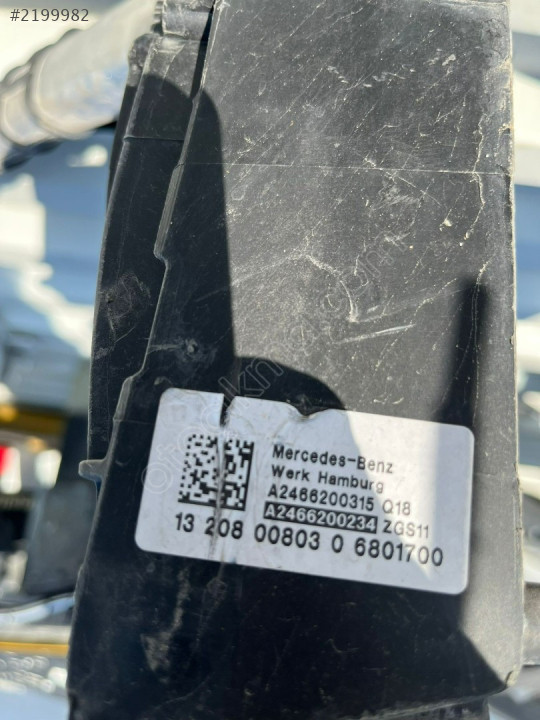 #2199982
Mercedes-Benz
Werk Hamburg
A2466200315 Q18
A2466200234 ZGS11
13 208 00803 0 6801700